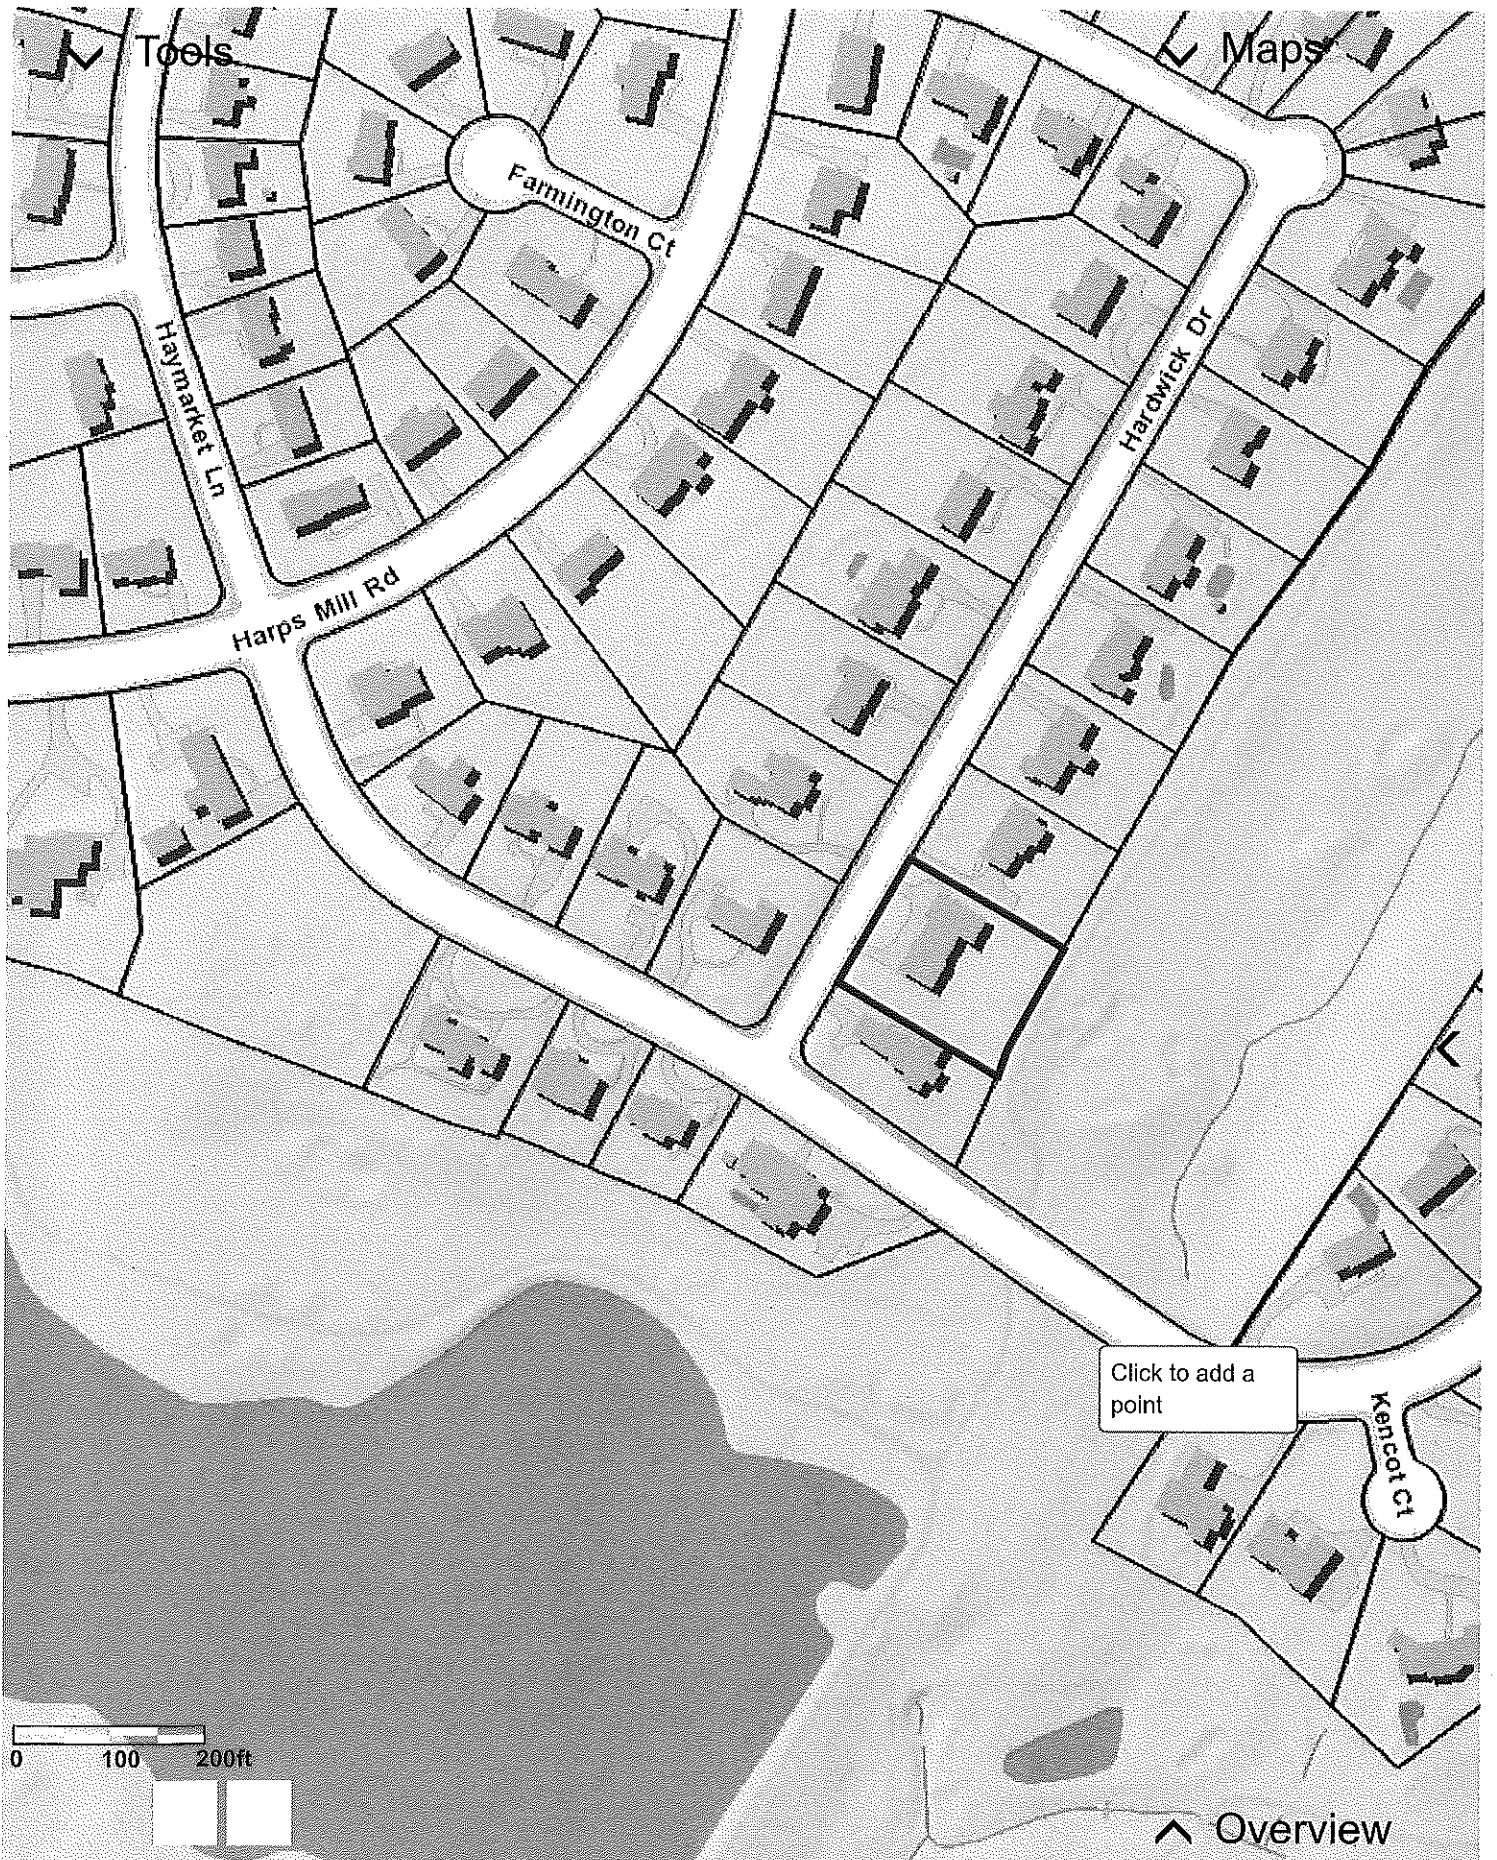 Tools
Maps
Farmington Ct
Haymarket Ln
Hardwick Dr
Harps Mill Rd
Click to add a
point
Kencot Ct
0 100 200ft
Overview